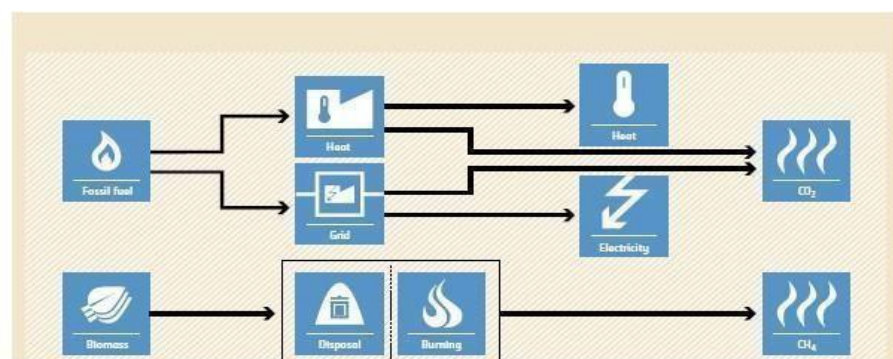 Heat
Heat
Fossil fuel
CO₂
Grid
Electricity
Biomass
Disposal
Burning
CH₄